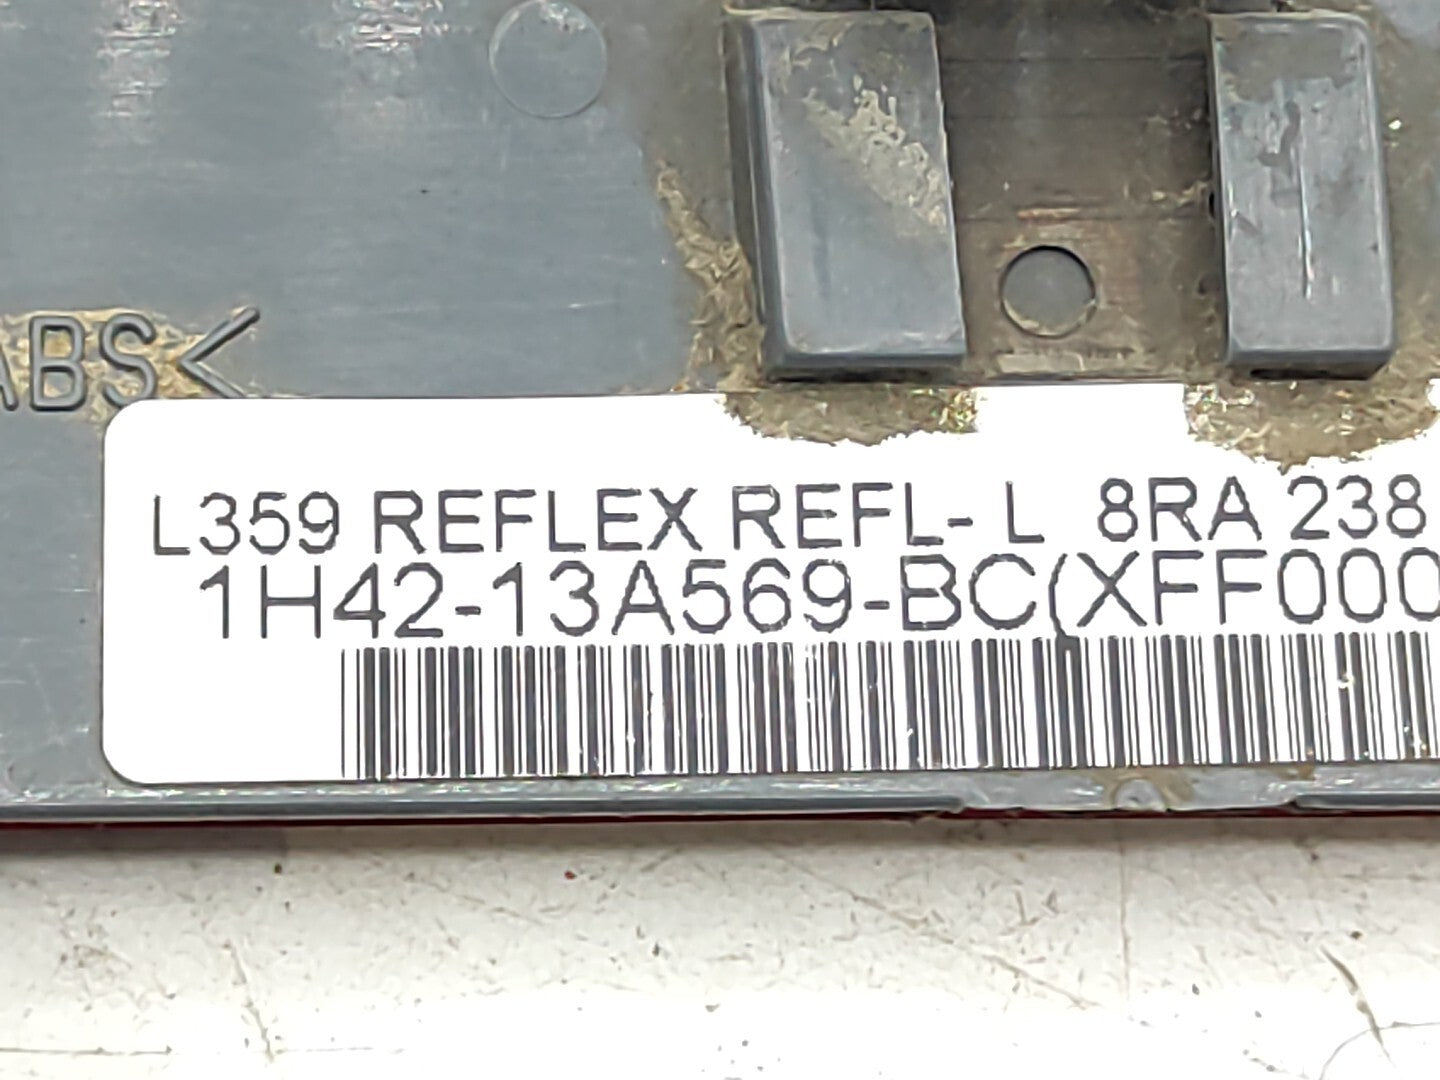 ABS<
L359 REFLEX REFL- L 8RA 238
1H42-13A569-BC(XFF000